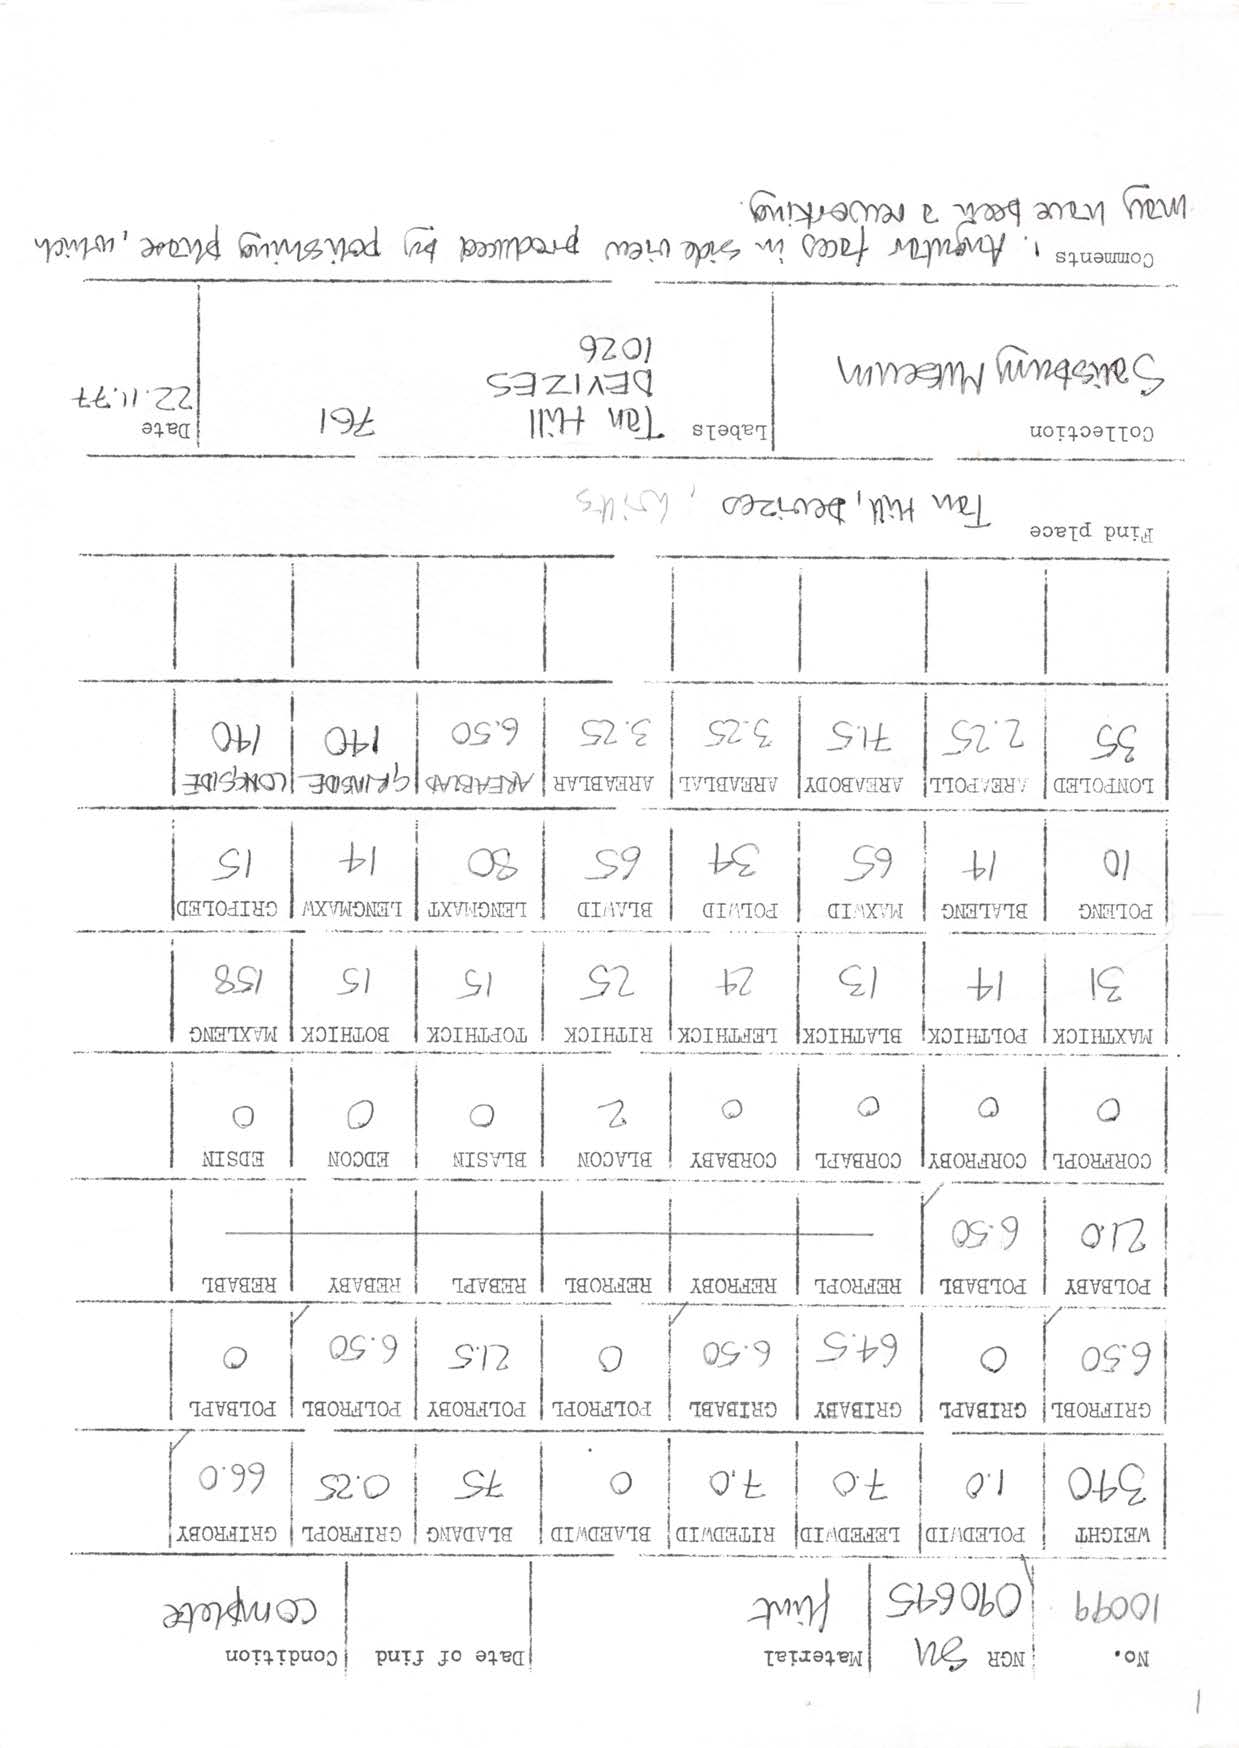 1
No. NGR SU Material Date of find Condition
10099 090645 flint complete
WEIGHT POLEDWID LEFEDWID RITEDWID BLAEDWID BLADANG GRIFROPL GRIFROBY
340 1.0 7.0 7.0 0 75 0.25 66.0
GRIFROBL GRIBAPL GRIBABY GRIBABL POLFROPL POLFROBY POLFROBL POLBAPL
6.50 0 64.5 6.50 0 21.5 6.50 0
POLBABY POLBABL REFROPL REFROBY REFROBL REBAPL REBABY REBABL
21.0 6.50
CORFROPL CORFROBY CORBAPL CORBABY BLACON BLASIN EDCON EDSIN
0 0 0 0 2 0 0 0
MAXTHICK POLTHICK BLATHICK LEFTHICK RITHICK TOPTHICK BOTHICK MAXLENG
31 14 13 24 25 15 15 158
POLENG BLALENG MAXWID POLWID BLAWID LENGMAXT LENGMAXW GRIPOLED
10 14 65 34 65 80 14 15
LONPOLED AREAPOLL AREABODY AREABLAL AREABLAR AREABLAD GRINSIDE LONGSIDE
35 2.25 71.5 3.25 3.25 6.50 140 140
Find place Tan Hill, Devizes, Wilts
Collection Labels Tan Hill 761 Date
Salisbury Museum DEVIZES 22.11.77
1026
Comments 1. Angular faces in side view produced by polishing phase, which
may have been a reworking.